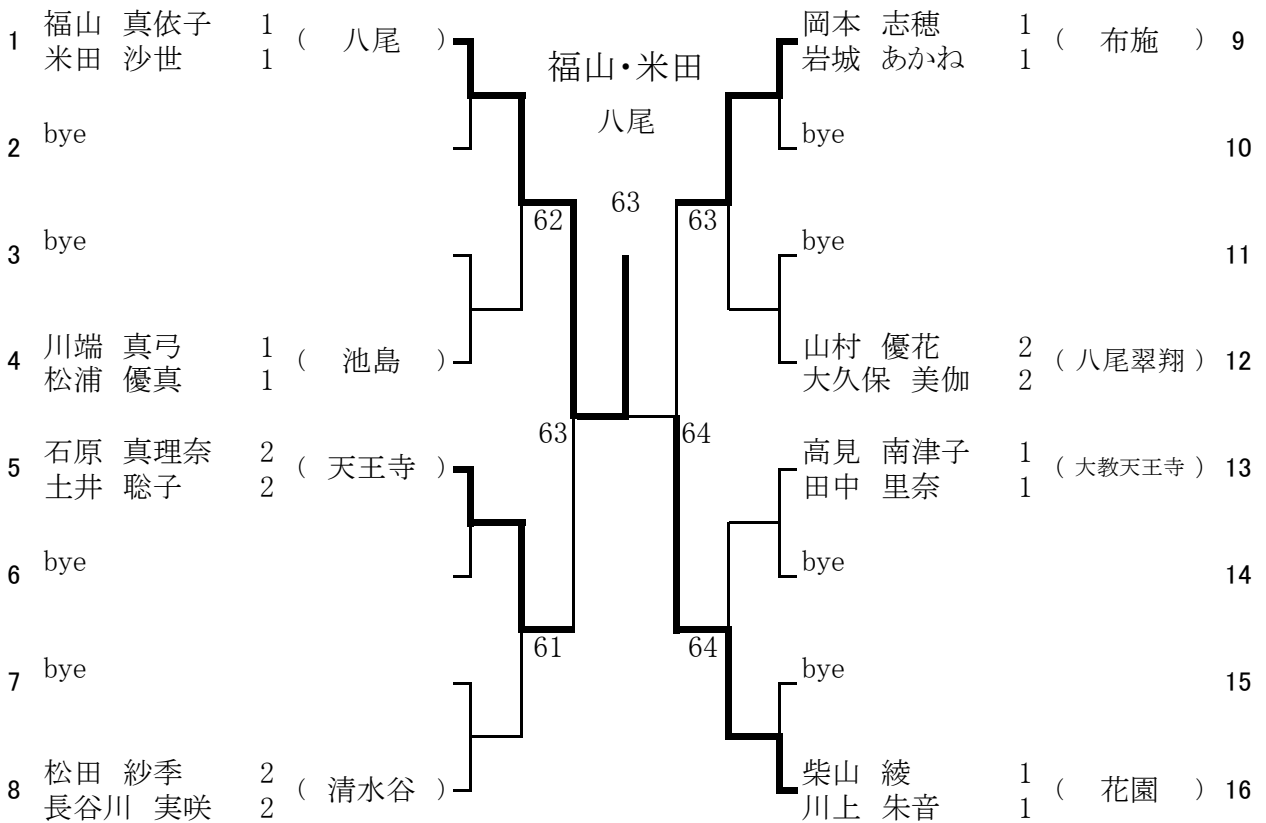 1 福山 真依子 1 ( 八尾 )
米田 沙世 1
2 bye
3 bye
4 川端 真弓 1 ( 池島 )
松浦 優真 1
5 石原 真理奈 2 ( 天王寺 )
土井 聡子 2
6 bye
7 bye
8 松田 紗季 2 ( 清水谷 )
長谷川 実咲 2
62
61
63
福山・米田
八尾
63
63
64
64
岡本 志穂 1 ( 布施 ) 9
岩城 あかね 1
bye 10
bye 11
山村 優花 2 ( 八尾翠翔 ) 12
大久保 美伽 2
高見 南津子 1 ( 大教天王寺 ) 13
田中 里奈 1
bye 14
bye 15
柴山 綾 1 ( 花園 ) 16
川上 朱音 1